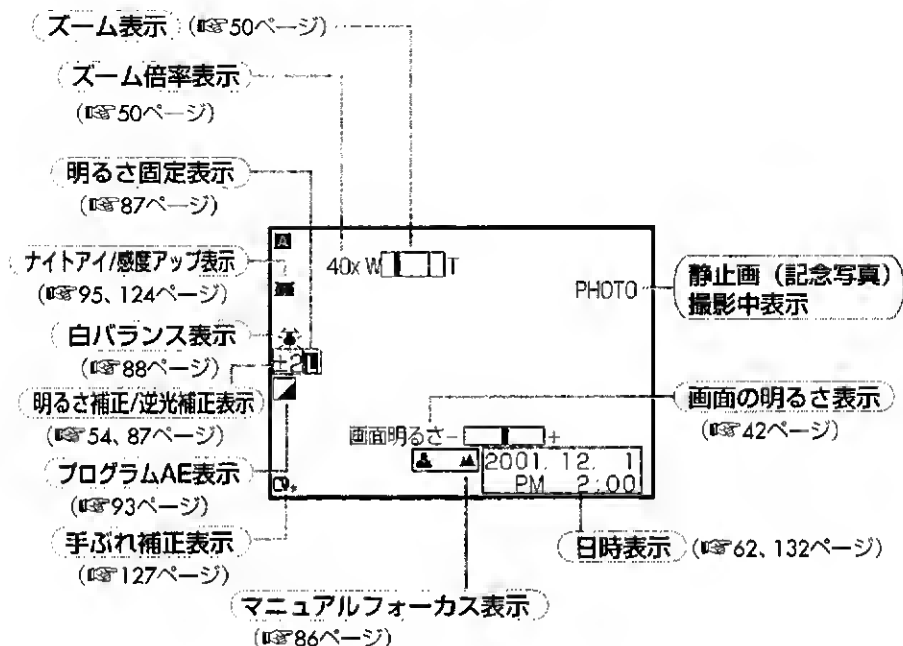 ズーム表示 (☞50ページ)
ズーム倍率表示
(☞50ページ)
明るさ固定表示
(☞87ページ)
ナイトアイ/感度アップ表示
(☞95、124ページ)
白バランス表示
(☞88ページ)
明るさ補正/逆光補正表示
(☞54、87ページ)
プログラムAE表示
(☞93ページ)
手ぶれ補正表示
(☞127ページ)
A
40x W T
PHOTO
+2 L
画面明るさ- +
2001. 12. 1
PM 2:00
静止画(記念写真)
撮影中表示
画面の明るさ表示
(☞42ページ)
日時表示 (☞62、132ページ)
マニュアルフォーカス表示
(☞86ページ)